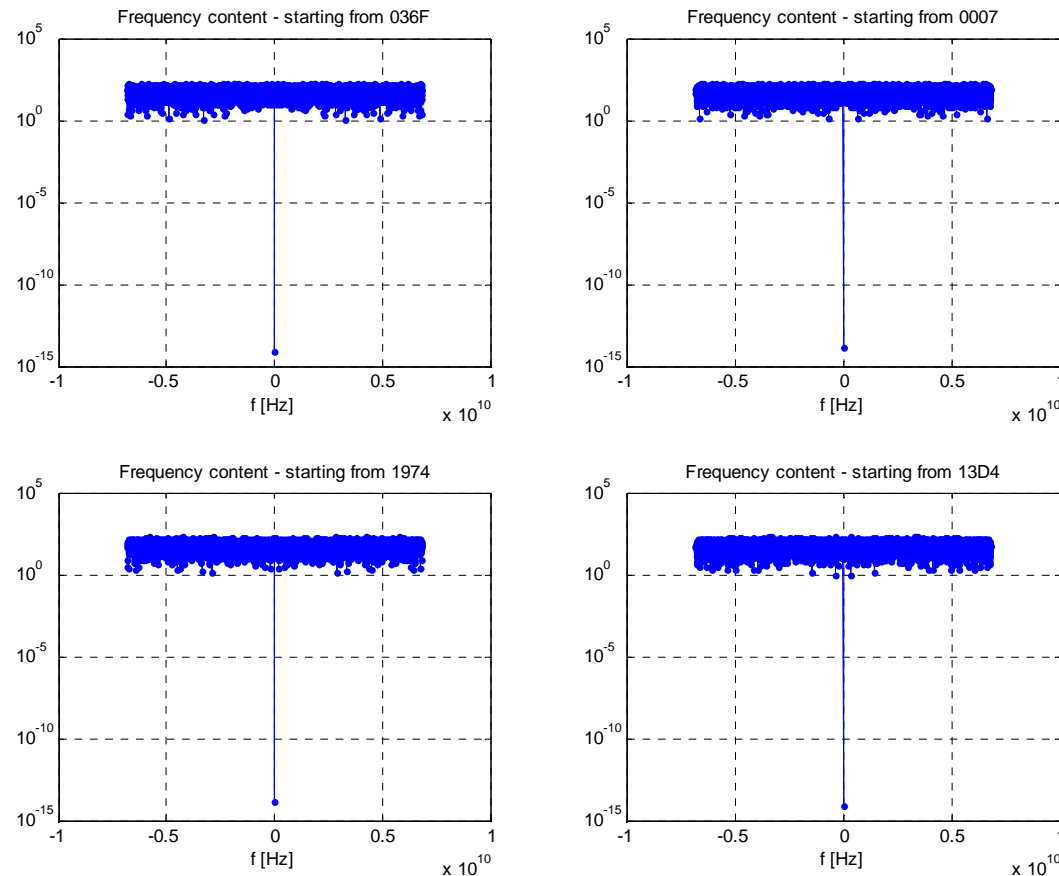 Frequency content - starting from 036F
10^5
10^0
10^-5
10^-10
10^-15
-1 -0.5 0 0.5 1
f [Hz]
x 10^10
Frequency content - starting from 0007
10^5
10^0
10^-5
10^-10
10^-15
-1 -0.5 0 0.5 1
f [Hz]
x 10^10
Frequency content - starting from 1974
10^5
10^0
10^-5
10^-10
10^-15
-1 -0.5 0 0.5 1
f [Hz]
x 10^10
Frequency content - starting from 13D4
10^5
10^0
10^-5
10^-10
10^-15
-1 -0.5 0 0.5 1
f [Hz]
x 10^10